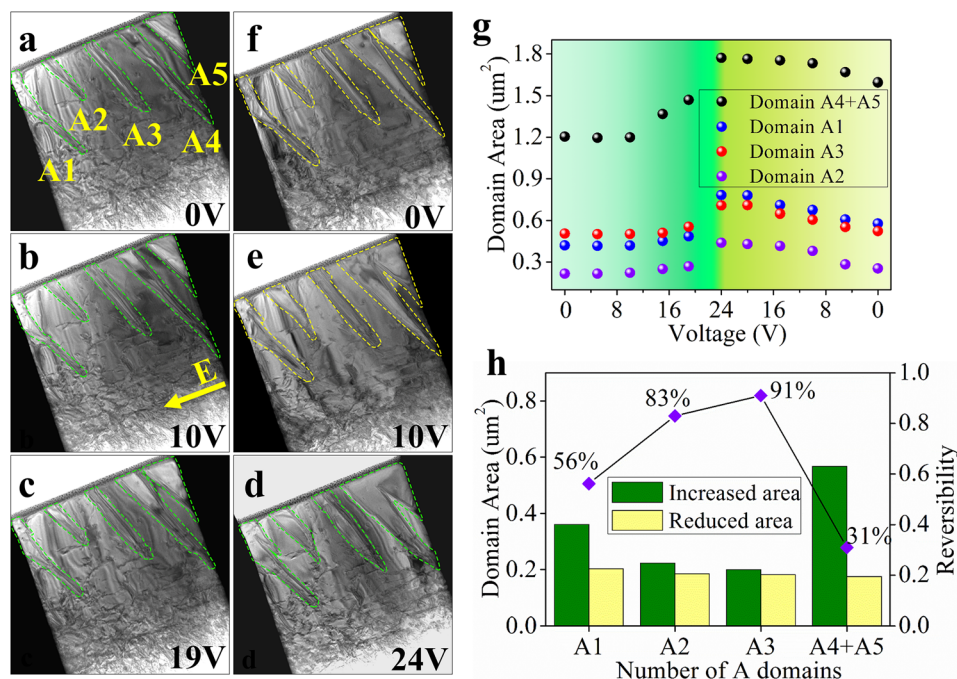 a
A5
A2
A3
A4
A1
0V
f
0V
b
E
b
10V
e
10V
c
c
19V
d
d
24V
g
Domain Area (um²)
1.8
1.5
1.2
0.9
0.6
0.3
Domain A4+A5
Domain A1
Domain A3
Domain A2
0 8 16 24 16 8 0
Voltage (V)
h
Domain Area (um²)
0.8
0.6
0.4
0.2
0.0
56%
83%
91%
31%
Increased area
Reduced area
1.0
0.8
0.6
0.4
0.2
0.0
Reversibility
A1 A2 A3 A4+A5
Number of A domains